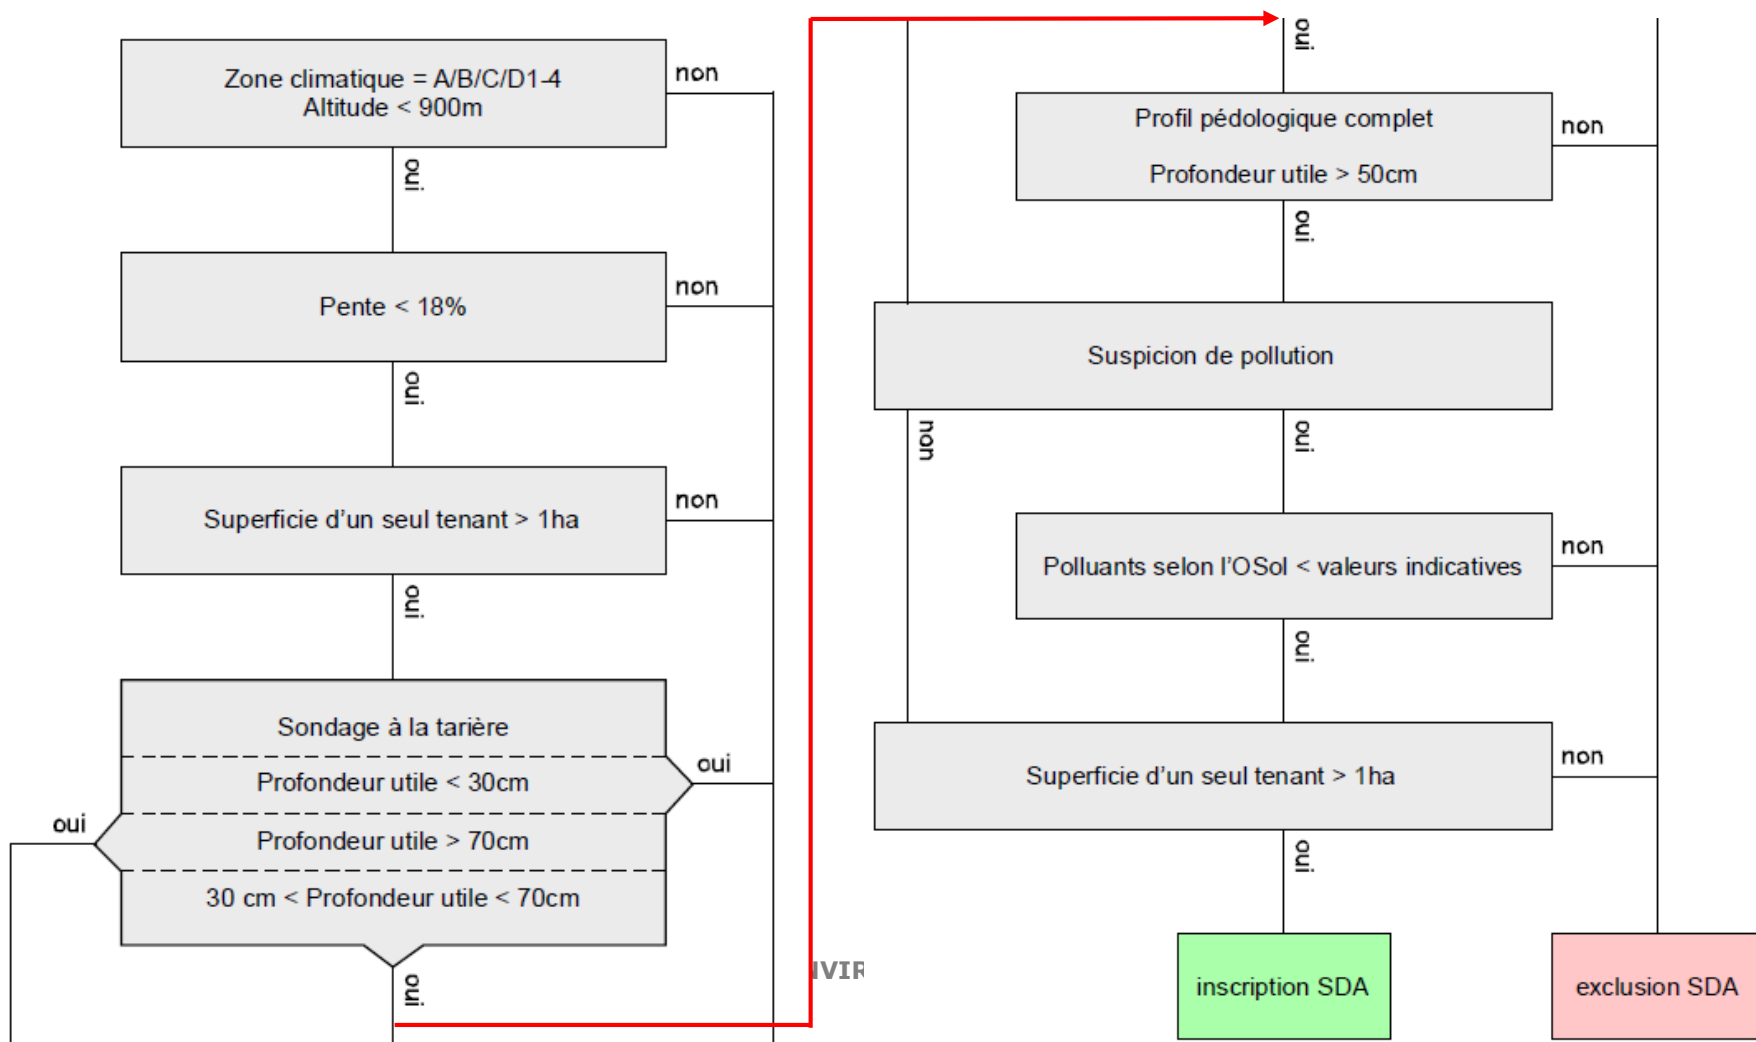 Zone climatique = A/B/C/D1-4
Altitude < 900m
non
oui
Pente < 18%
non
oui
Superficie d'un seul tenant > 1ha
non
oui
Sondage à la tarière
Profondeur utile < 30cm
oui
Profondeur utile > 70cm
oui
30 cm < Profondeur utile < 70cm
oui
oui
Profil pédologique complet
Profondeur utile > 50cm
non
oui
Suspicion de pollution
non
oui
Polluants selon l'OSol < valeurs indicatives
non
oui
Superficie d'un seul tenant > 1ha
non
oui
inscription SDA
exclusion SDA